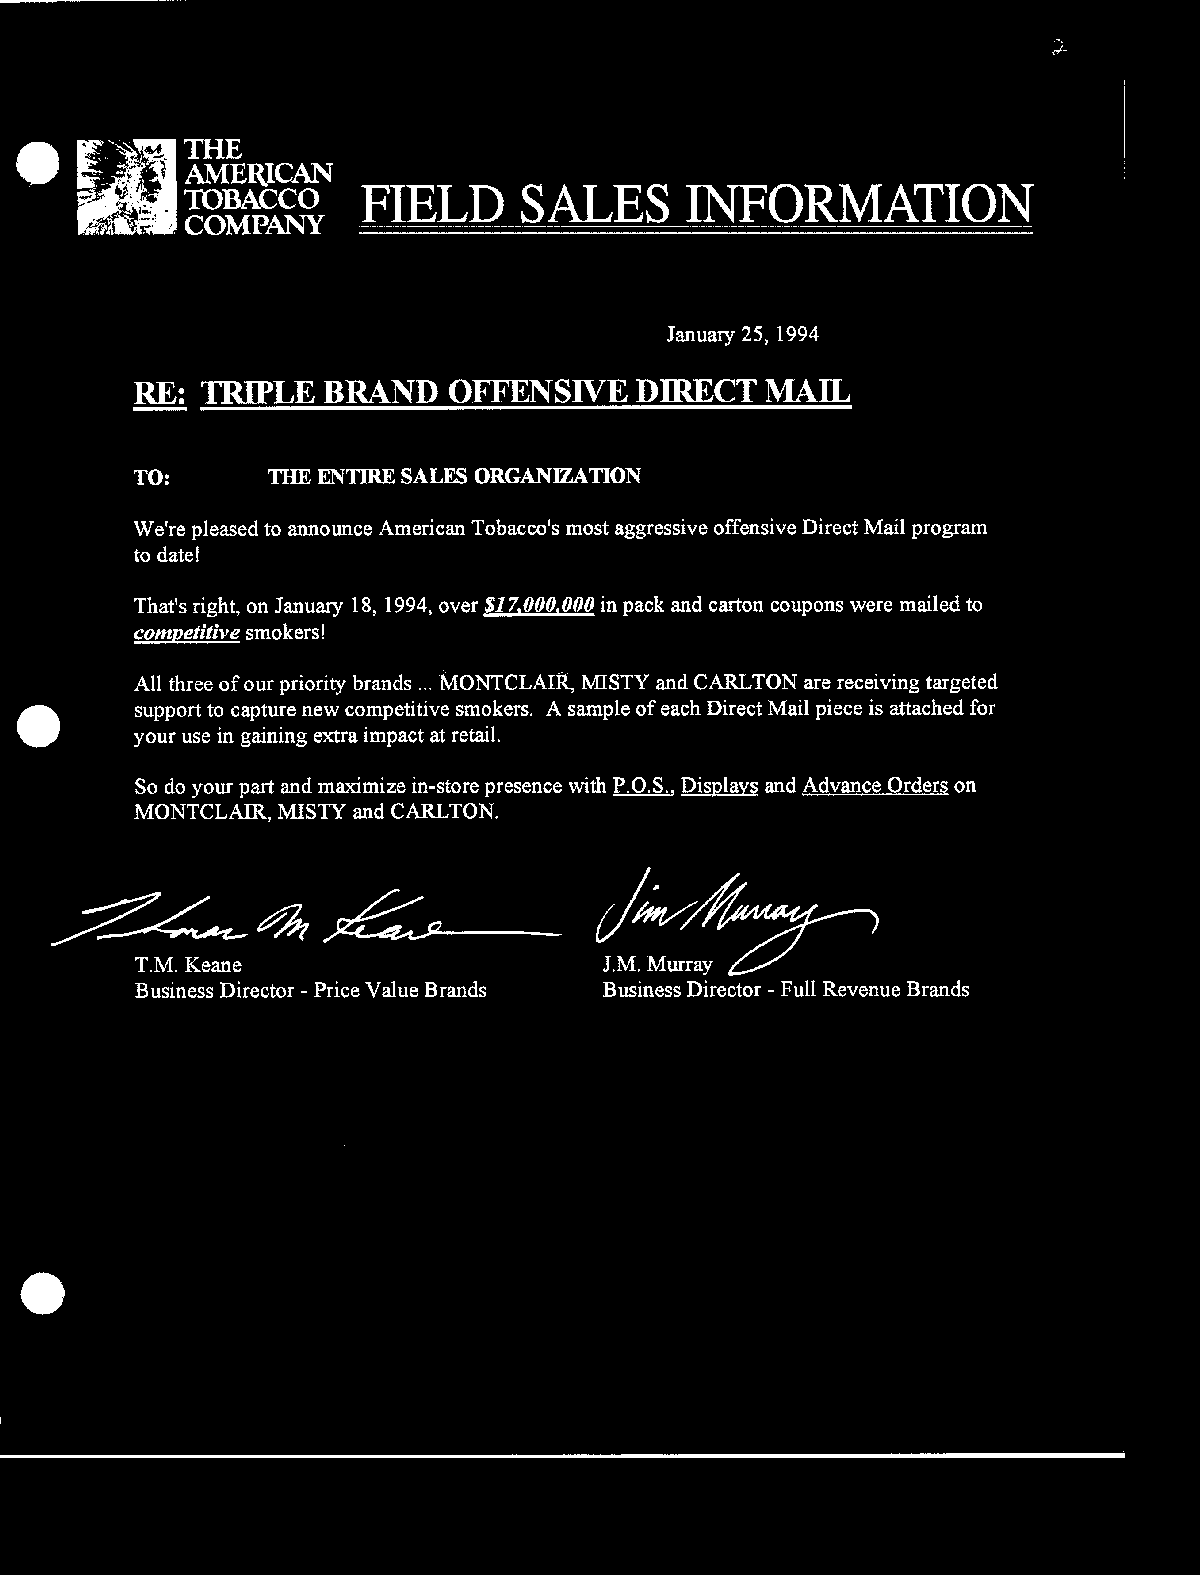 2
THE
AMERICAN
TOBACCO
COMPANY
FIELD SALES INFORMATION
January 25, 1994
RE: TRIPLE BRAND OFFENSIVE DIRECT MAIL
TO: THE ENTIRE SALES ORGANIZATION
We're pleased to announce American Tobacco's most aggressive offensive Direct Mail program
to date!
That's right, on January 18, 1994, over $17,000,000 in pack and carton coupons were mailed to
competitive smokers!
All three of our priority brands ... MONTCLAIR, MISTY and CARLTON are receiving targeted
support to capture new competitive smokers. A sample of each Direct Mail piece is attached for
your use in gaining extra impact at retail.
So do your part and maximize in-store presence with P.O.S., Displays and Advance Orders on
MONTCLAIR, MISTY and CARLTON.
Thomas M Keane Jim Murray
T.M. Keane J.M. Murray
Business Director - Price Value Brands Business Director - Full Revenue Brands